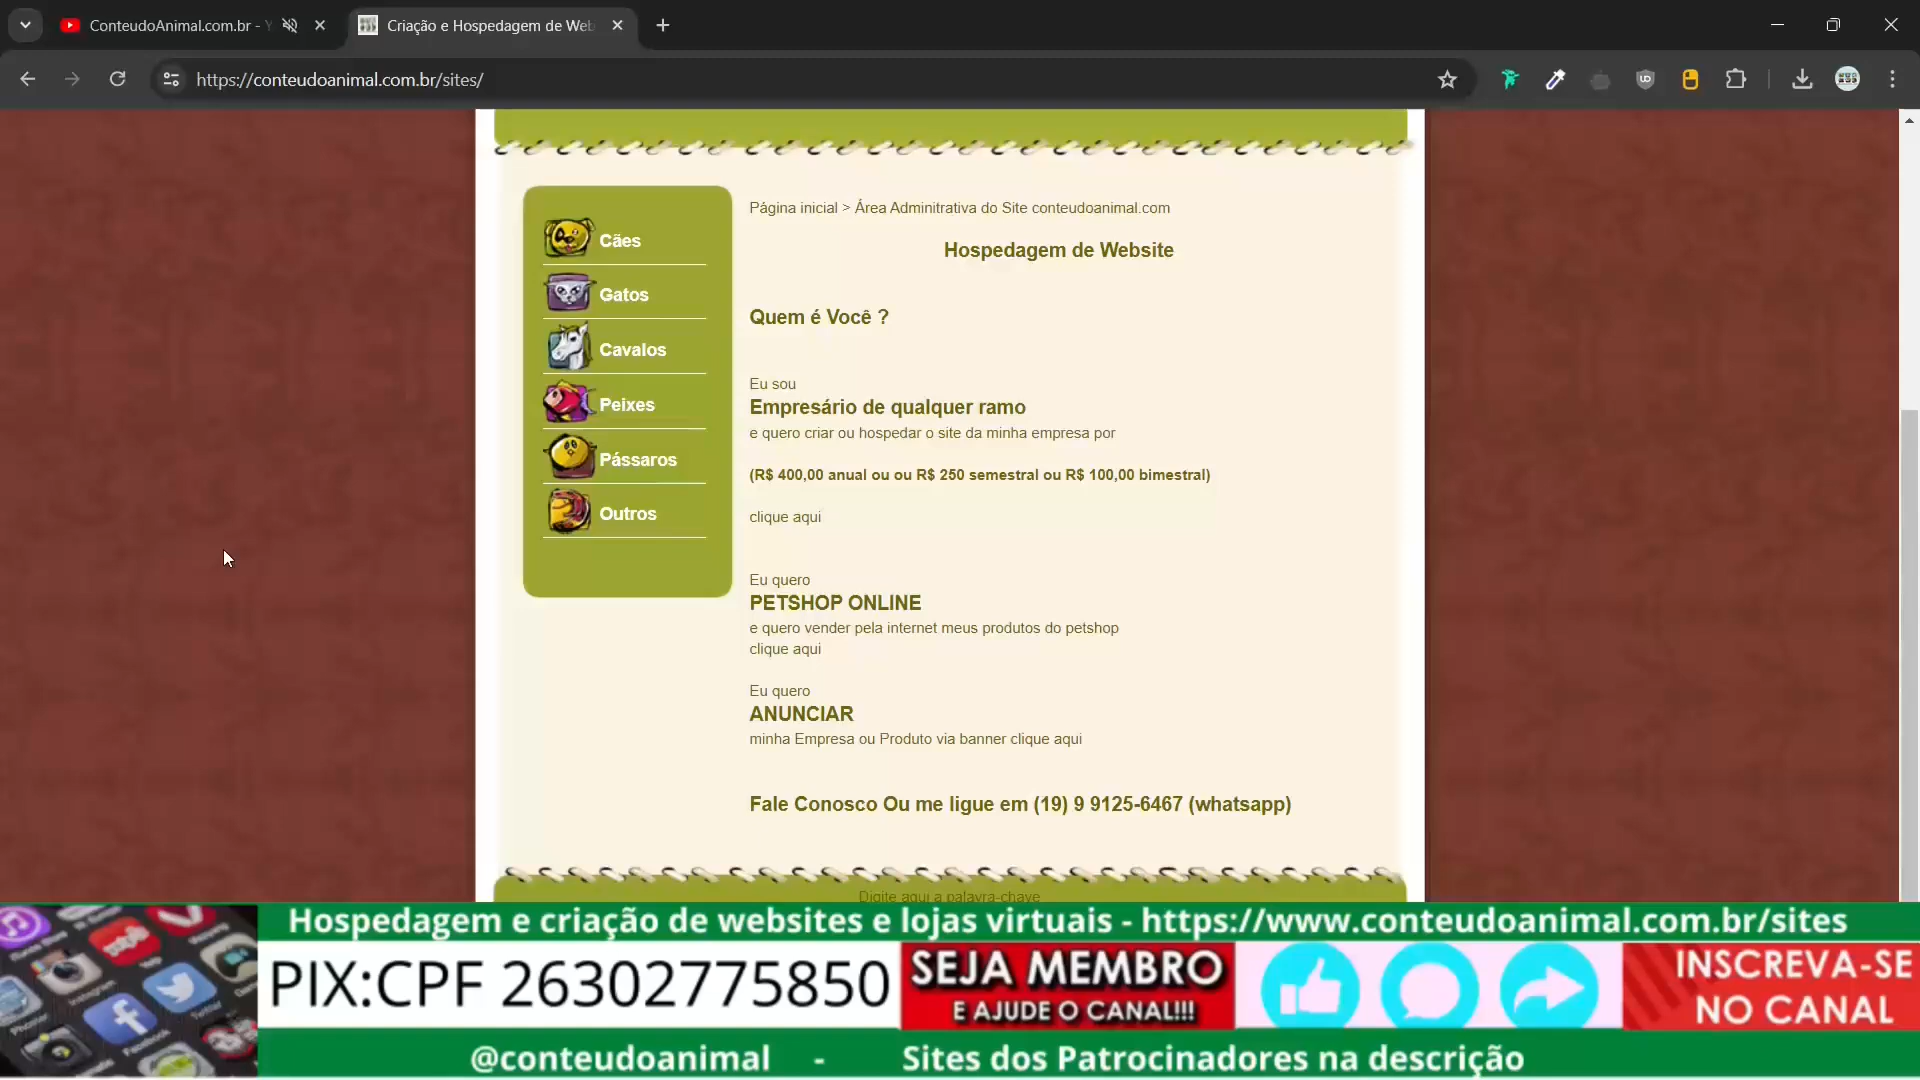 ConteudoAnimal.com.br - Y
Criação e Hospedagem de Web
https://conteudoanimal.com.br/sites/
Página inicial > Área Adminitrativa do Site conteudoanimal.com
Hospedagem de Website
Cães
Gatos
Cavalos
Peixes
Pássaros
Outros
Quem é Você ?
Eu sou
Empresário de qualquer ramo
e quero criar ou hospedar o site da minha empresa por
(R$ 400,00 anual ou ou R$ 250 semestral ou R$ 100,00 bimestral)
clique aqui
Eu quero
PETSHOP ONLINE
e quero vender pela internet meus produtos do petshop
clique aqui
Eu quero
ANUNCIAR
minha Empresa ou Produto via banner clique aqui
Fale Conosco Ou me ligue em (19) 9 9125-6467 (whatsapp)
Digite aqui a palavra-chave
Hospedagem e criação de websites e lojas virtuais - https://www.conteudoanimal.com.br/sites
PIX:CPF 26302775850
SEJA MEMBRO
E AJUDE O CANAL!!!
INSCREVA-SE
NO CANAL
@conteudoanimal - Sites dos Patrocinadores na descrição